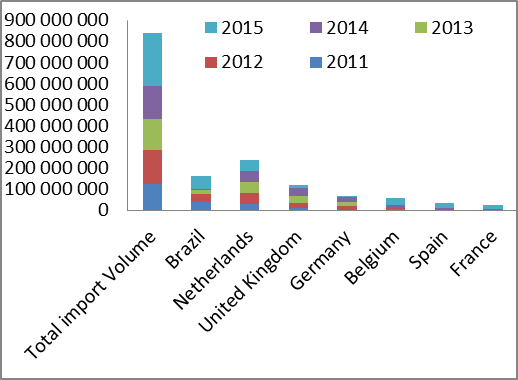 900 000 000
800 000 000
700 000 000
600 000 000
500 000 000
400 000 000
300 000 000
200 000 000
100 000 000
0
2015 2014 2013
2012 2011
Total import Volume
Brazil
Netherlands
United Kingdom
Germany
Belgium
Spain
France